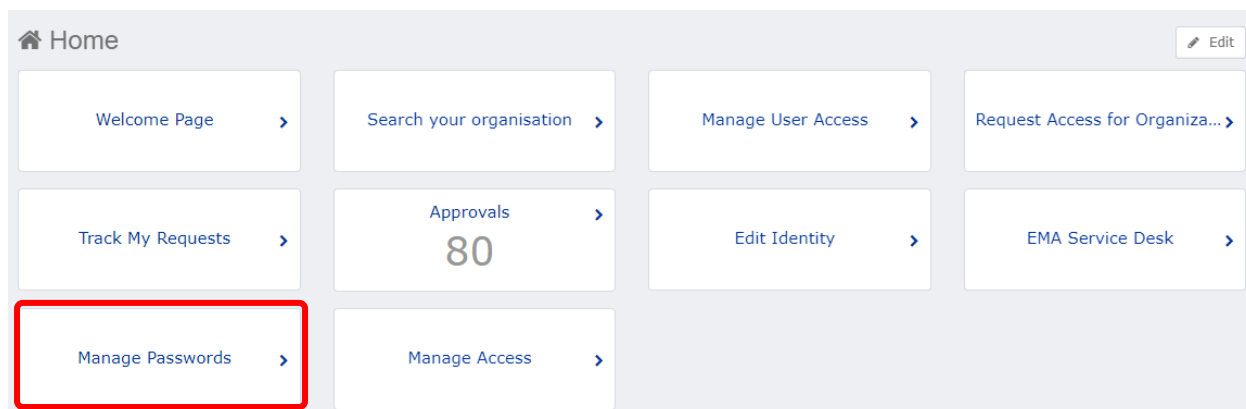 Home
Edit
Welcome Page
Search your organisation
Manage User Access
Request Access for Organiza...
Track My Requests
Approvals
80
Edit Identity
EMA Service Desk
Manage Passwords
Manage Access